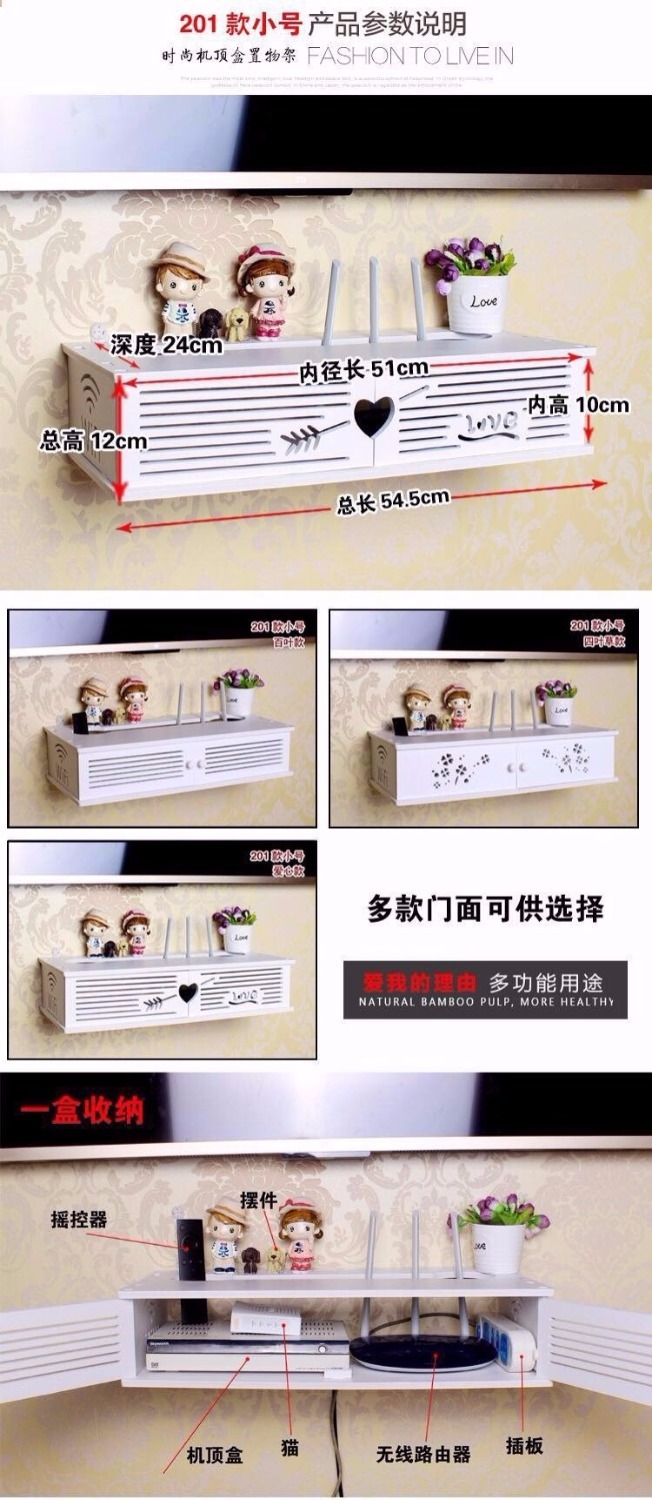 201 款小号 产品参数说明
时尚机顶盒置物架 FASHION TO LIVE IN
Love
深度 24cm
内径长 51cm
内高 10cm
总高 12cm
love
总长 54.5cm
201 款小号
百叶款
Love
WiFi
201 款小号
四叶草款
Love
201 款小号
爱心款
Love
love
多款门面可供选择
爱我的理由 多功能用途
NATURAL BAMBOO PULP, MORE HEALTHY
一盒收纳
摆件
摇控器
Love
机顶盒
猫
无线路由器
插板